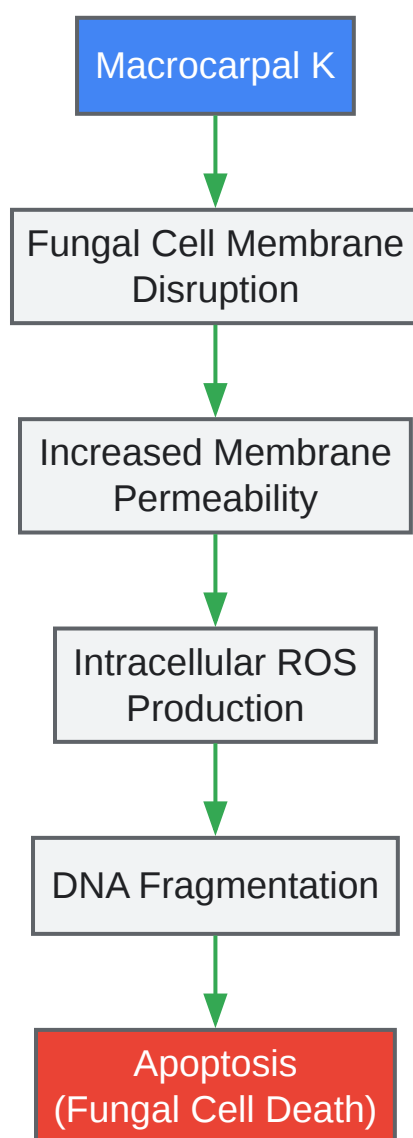 Macrocarpal K
Fungal Cell Membrane
Disruption
Increased Membrane
Permeability
Intracellular ROS
Production
DNA Fragmentation
Apoptosis
(Fungal Cell Death)